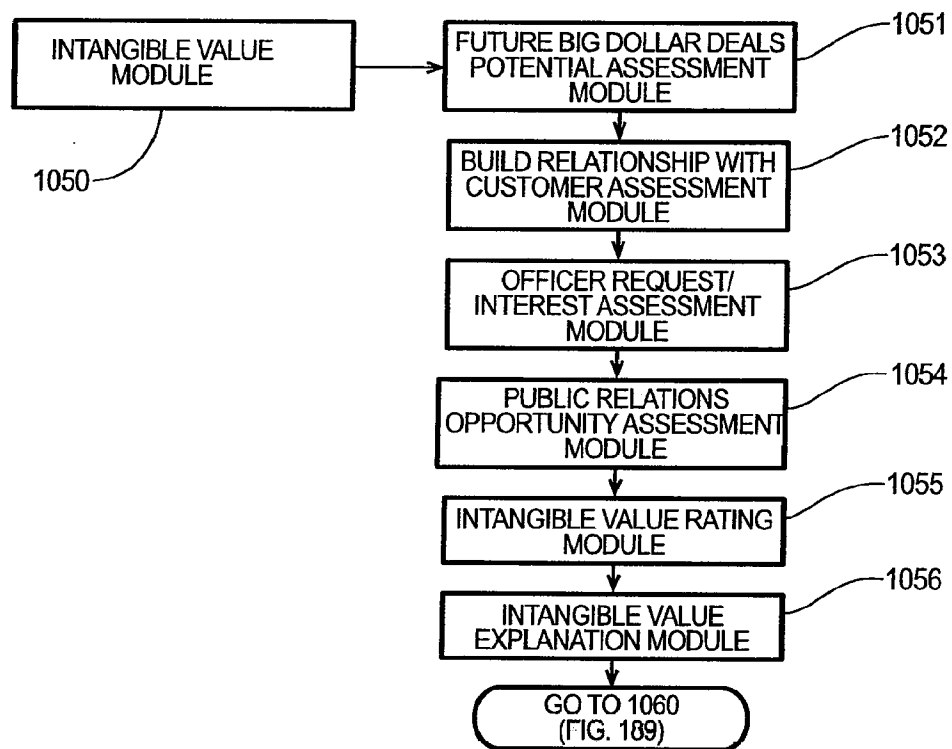 INTANGIBLE VALUE
MODULE
1050
FUTURE BIG DOLLAR DEALS
POTENTIAL ASSESSMENT
MODULE
1051
BUILD RELATIONSHIP WITH
CUSTOMER ASSESSMENT
MODULE
1052
OFFICER REQUEST/
INTEREST ASSESSMENT
MODULE
1053
PUBLIC RELATIONS
OPPORTUNITY ASSESSMENT
MODULE
1054
INTANGIBLE VALUE RATING
MODULE
1055
INTANGIBLE VALUE
EXPLANATION MODULE
1056
GO TO 1060
(FIG. 189)